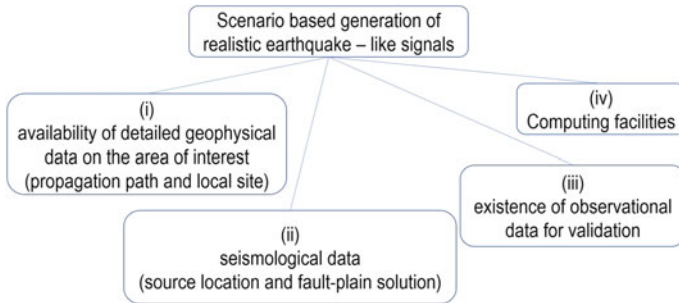 Scenario based generation of
realistic earthquake – like signals
(i)
availability of detailed geophysical
data on the area of interest
(propagation path and local site)
(ii)
seismological data
(source location and fault-plain solution)
(iii)
existence of observational
data for validation
(iv)
Computing facilities